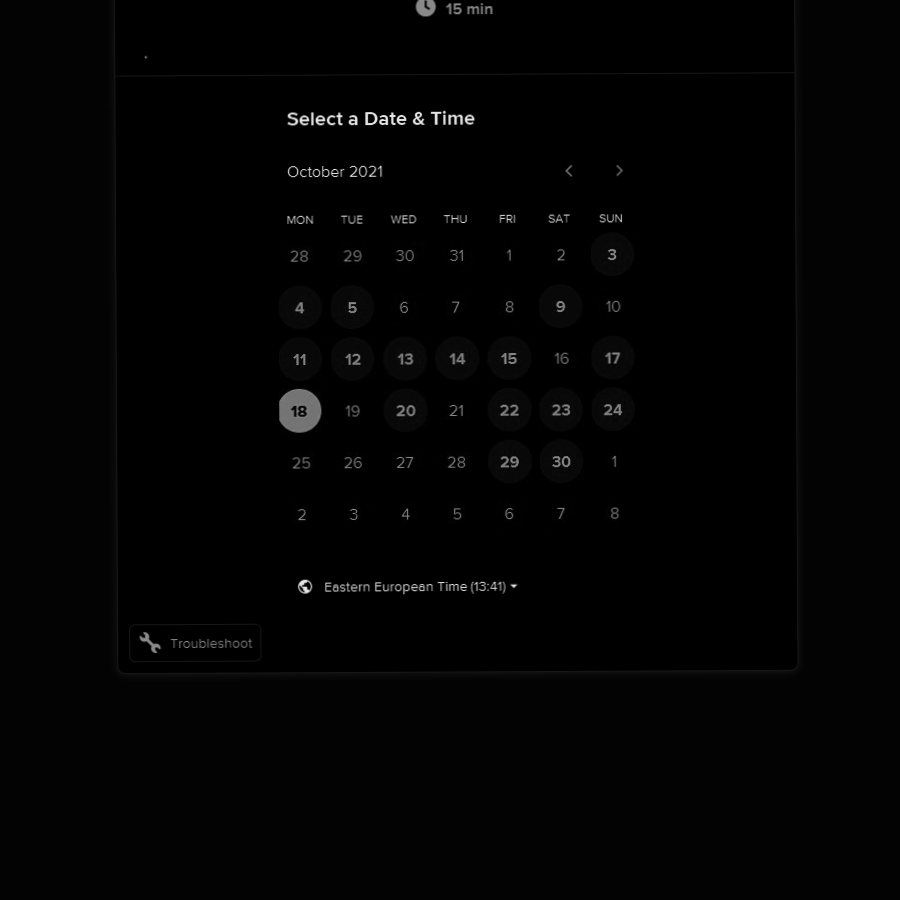 15 min
Select a Date & Time
October 2021
MON TUE WED THU FRI SAT SUN
28 29 30 31 1 2 3
4 5 6 7 8 9 10
11 12 13 14 15 16 17
18 19 20 21 22 23 24
25 26 27 28 29 30 1
2 3 4 5 6 7 8
Eastern European Time (13:41)
Troubleshoot